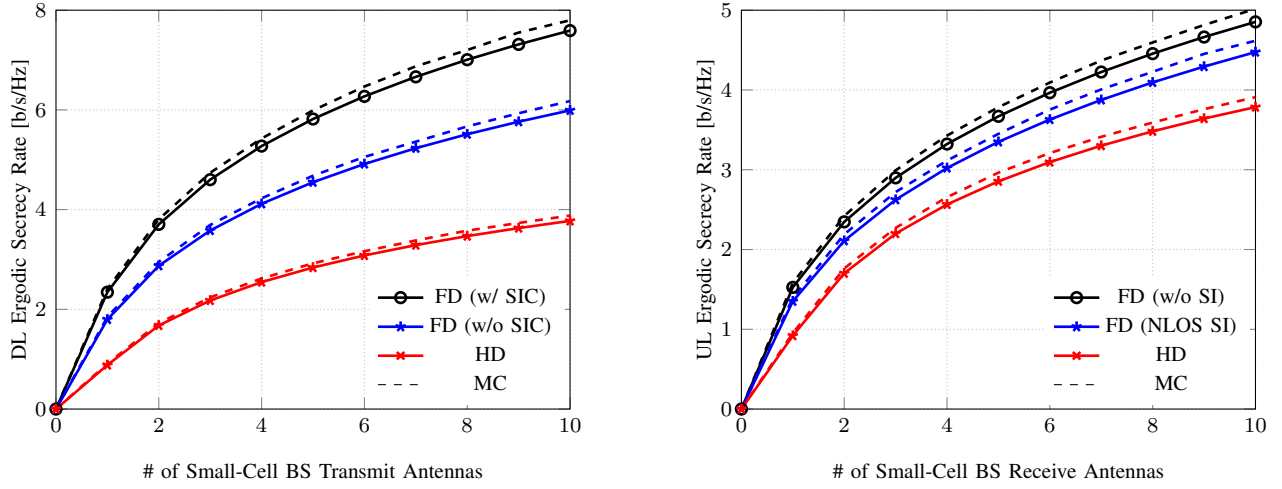 DL Ergodic Secrecy Rate [b/s/Hz]
8
6
4
2
0
0 2 4 6 8 10
# of Small-Cell BS Transmit Antennas
FD (w/ SIC)
FD (w/o SIC)
HD
MC
UL Ergodic Secrecy Rate [b/s/Hz]
5
4
3
2
1
0
0 2 4 6 8 10
# of Small-Cell BS Receive Antennas
FD (w/o SI)
FD (NLOS SI)
HD
MC